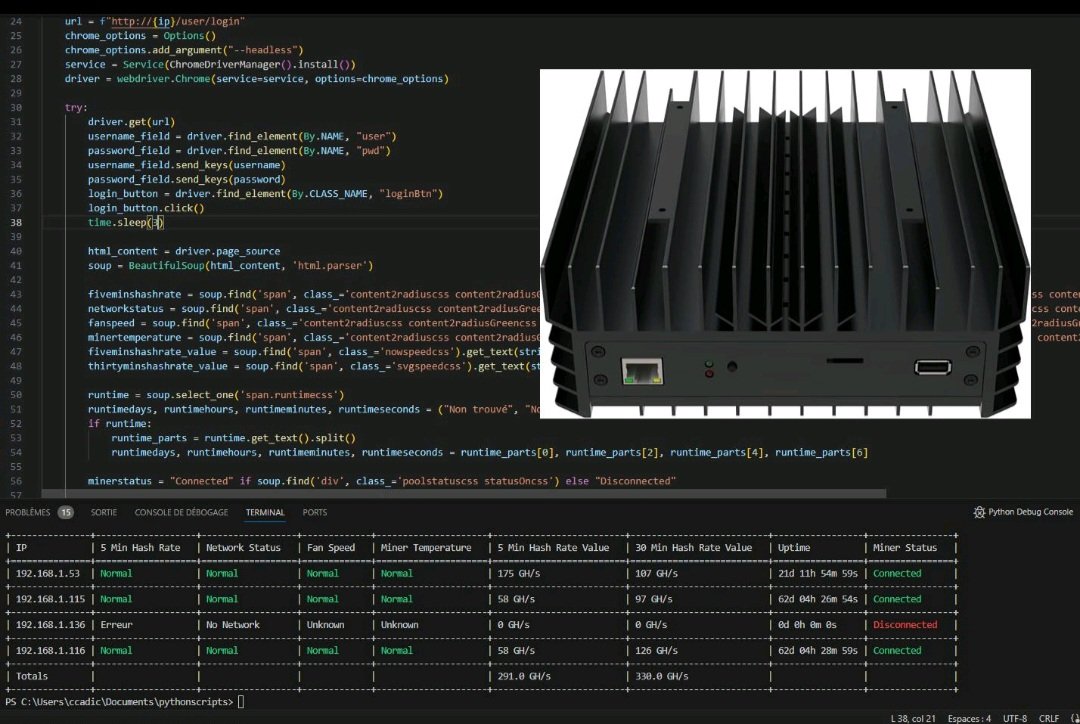 24 url = f"http://{ip}/user/login"
25 chrome_options = Options()
26 chrome_options.add_argument("--headless")
27 service = Service(ChromeDriverManager().install())
28 driver = webdriver.Chrome(service=service, options=chrome_options)
29
30 try:
31 driver.get(url)
32 username_field = driver.find_element(By.NAME, "user")
33 password_field = driver.find_element(By.NAME, "pwd")
34 username_field.send_keys(username)
35 password_field.send_keys(password)
36 login_button = driver.find_element(By.CLASS_NAME, "loginBtn")
37 login_button.click()
38 time.sleep(3)
39
40 html_content = driver.page_source
41 soup = BeautifulSoup(html_content, 'html.parser')
42
43 fiveminshashrate = soup.find('span', class_='content2radiuscss content2radiusG ss conten
44 networkstatus = soup.find('span', class_='content2radiuscss content2radiusGree ss cont
45 fanspeed = soup.find('span', class_='content2radiuscss content2radiusGreencss 2radiusGr
46 minertemperature = soup.find('span', class_='content2radiuscss content2radiusG content
47 fiveminshashrate_value = soup.find('span', class_='nowspeedcss').get_text(stri
48 thirtyminshashrate_value = soup.find('span', class_='svgspeedcss').get_text(st
49
50 runtime = soup.select_one('span.runtimecss')
51 runtimedays, runtimehours, runtimeminutes, runtimeseconds = ("Non trouvé", "No
52 if runtime:
53 runtime_parts = runtime.get_text().split()
54 runtimedays, runtimehours, runtimeminutes, runtimeseconds = runtime_parts[0], runtime_parts[2], runtime_parts[4], runtime_parts[6]
55
56 minerstatus = "Connected" if soup.find('div', class_='poolstatuscss statusOncss') else "Disconnected"
57
PROBLÈMES 15 SORTIE CONSOLE DE DÉBOGAGE TERMINAL PORTS Python Debug Console
| IP | 5 Min Hash Rate | Network Status | Fan Speed | Miner Temperature | 5 Min Hash Rate Value | 30 Min Hash Rate Value | Uptime | Miner Status |
| 192.168.1.53 | Normal | Normal | Normal | Normal | 175 GH/s | 107 GH/s | 21d 11h 54m 59s | Connected |
| 192.168.1.115 | Normal | Normal | Normal | Normal | 58 GH/s | 97 GH/s | 62d 04h 26m 54s | Connected |
| 192.168.1.136 | Erreur | No Network | Unknown | Unknown | 0 GH/s | 0 GH/s | 0d 0h 0m 0s | Disconnected |
| 192.168.1.116 | Normal | Normal | Normal | Normal | 58 GH/s | 126 GH/s | 62d 04h 28m 59s | Connected |
| Totals | | | | | 291.0 GH/s | 330.0 GH/s | | |
PS C:\Users\ccadic\Documents\pythonscripts>
L 38, col 21 Espaces : 4 UTF-8 CRLF